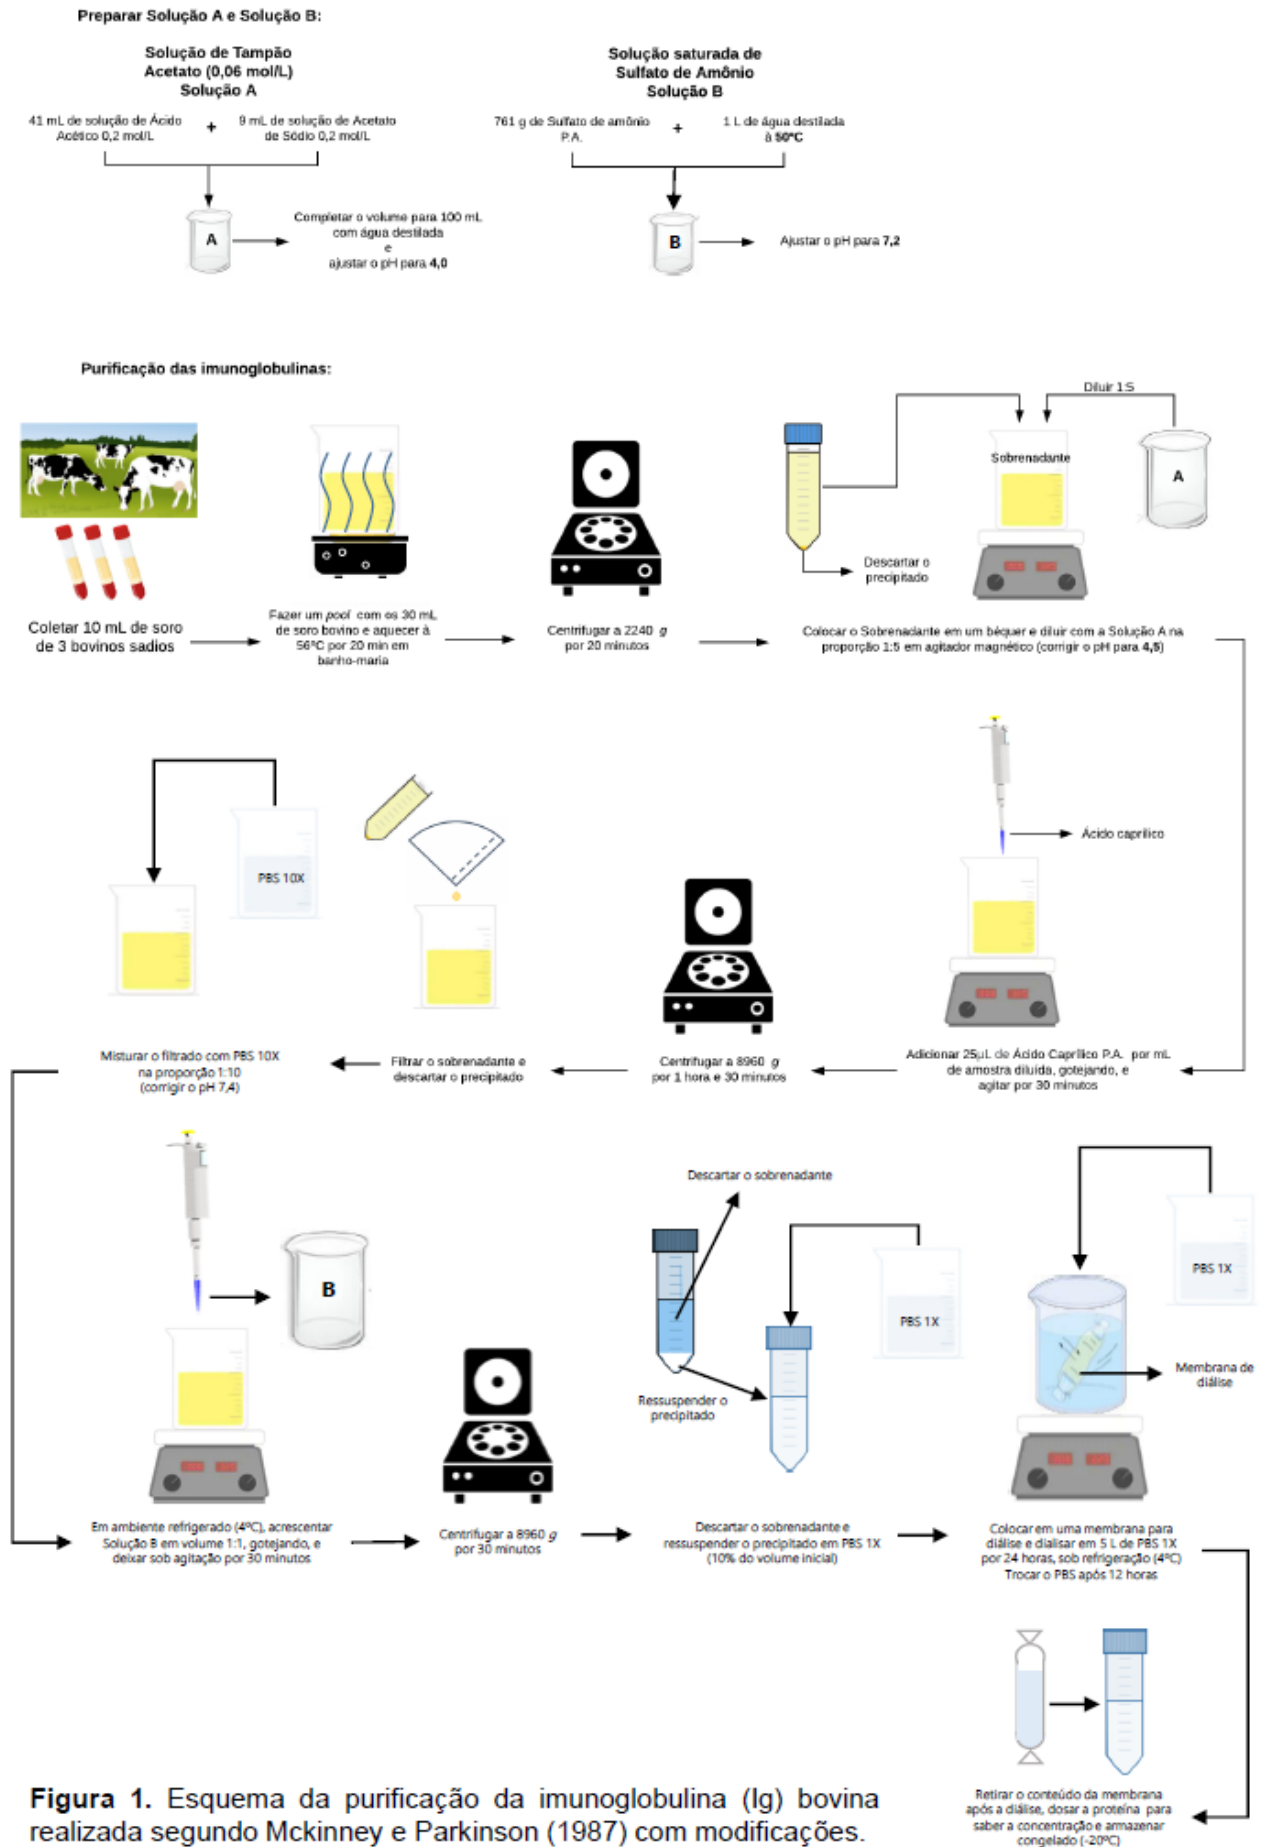 Preparar Solução A e Solução B:
Solução de Tampão
Acetato (0,06 mol/L)
Solução A
41 mL de solução de Ácido
Acético 0,2 mol/L
+
9 mL de solução de Acetato
de Sódio 0,2 mol/L
A
Completar o volume para 100 mL
com água destilada
e
ajustar o pH para 4,0
Solução saturada de
Sulfato de Amônio
Solução B
761 g de Sulfato de amônio
P.A.
+
1 L de água destilada
à 50ºC
B
Ajustar o pH para 7,2
Purificação das imunoglobulinas:
Coletar 10 mL de soro
de 3 bovinos sadios
Fazer um pool com os 30 mL
de soro bovino e aquecer à
56ºC por 20 min em
banho-maria
Centrifugar a 2240 g
por 20 minutos
Descartar o
precipitado
Diluir 1:5
Sobrenadante
A
Colocar o Sobrenadante em um béquer e diluir com a Solução A na
proporção 1:5 em agitador magnético (corrigir o pH para 4,5)
Ácido caprílico
Adicionar 25µL de Ácido Caprílico P.A. por mL
de amostra diluída, gotejando, e
agitar por 30 minutos
Centrifugar a 8960 g
por 1 hora e 30 minutos
Filtrar o sobrenadante e
descartar o precipitado
PBS 10X
Misturar o filtrado com PBS 10X
na proporção 1:10
(corrigir o pH 7,4)
B
Em ambiente refrigerado (4ºC), acrescentar
Solução B em volume 1:1, gotejando, e
deixar sob agitação por 30 minutos
Centrifugar a 8960 g
por 30 minutos
Descartar o sobrenadante
Ressuspender o
precipitado
PBS 1X
Descartar o sobrenadante e
ressuspender o precipitado em PBS 1X
(10% do volume inicial)
PBS 1X
Membrana de
diálise
Colocar em uma membrana para
diálise e dialisar em 5 L de PBS 1X
por 24 horas, sob refrigeração (4ºC)
Trocar o PBS após 12 horas
Retirar o conteúdo da membrana
após a diálise, dosar a proteína para
saber a concentração e armazenar
congelado (-20ºC)
Figura 1. Esquema da purificação da imunoglobulina (Ig) bovina
realizada segundo Mckinney e Parkinson (1987) com modificações.